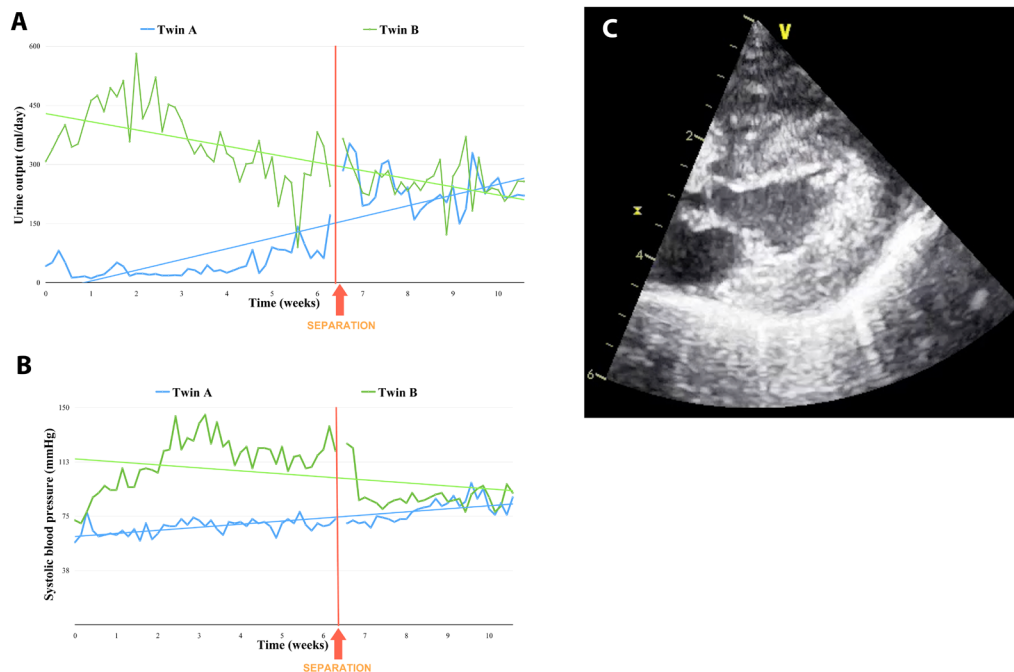 A
Twin A
Twin B
Urine output (ml/day)
600
450
300
150
0
0
1
2
3
4
5
6
7
8
9
10
Time (weeks)
SEPARATION
B
Twin A
Twin B
Systolic blood pressure (mmHg)
150
113
75
38
0
1
2
3
4
5
6
7
8
9
10
Time (weeks)
SEPARATION
C
V
2
4
6